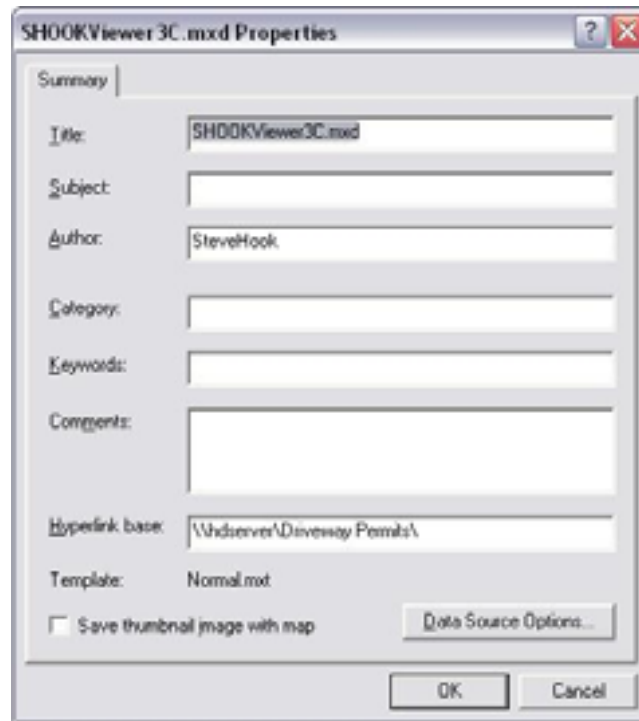 SHOOKViewer3C.mxd Properties
Summary
Title: SHOOKViewer3C.mxd
Subject:
Author: SteveHook
Category:
Keywords:
Comments:
Hyperlink base: \\hdserver\Driveway Permits\
Template: Normal.mxt
Save thumbnail image with map
Data Source Options...
OK Cancel